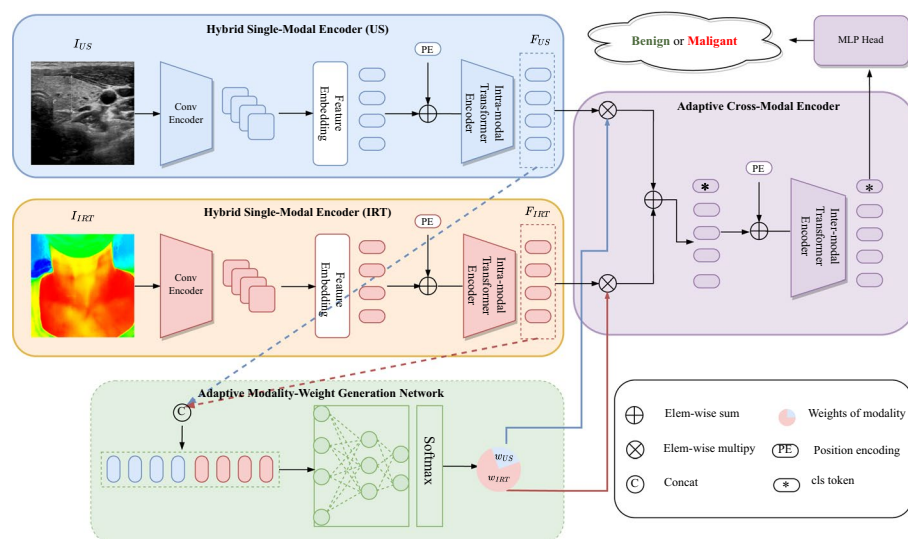 Hybrid Single-Modal Encoder (US)
I_US
F_US
PE
Conv
Encoder
Feature
Embedding
Intra-modal
Transformer
Encoder
Benign or Maligant
MLP Head
Adaptive Cross-Modal Encoder
PE
*
*
Inter-modal
Transformer
Encoder
Hybrid Single-Modal Encoder (IRT)
I_IRT
F_IRT
PE
Conv
Encoder
Feature
Embedding
Intra-modal
Transformer
Encoder
Adaptive Modality-Weight Generation Network
C
Softmax
w_US
w_IRT
Elem-wise sum
Weights of modality
Elem-wise multipy
PE
Position encoding
C
Concat
*
cls token